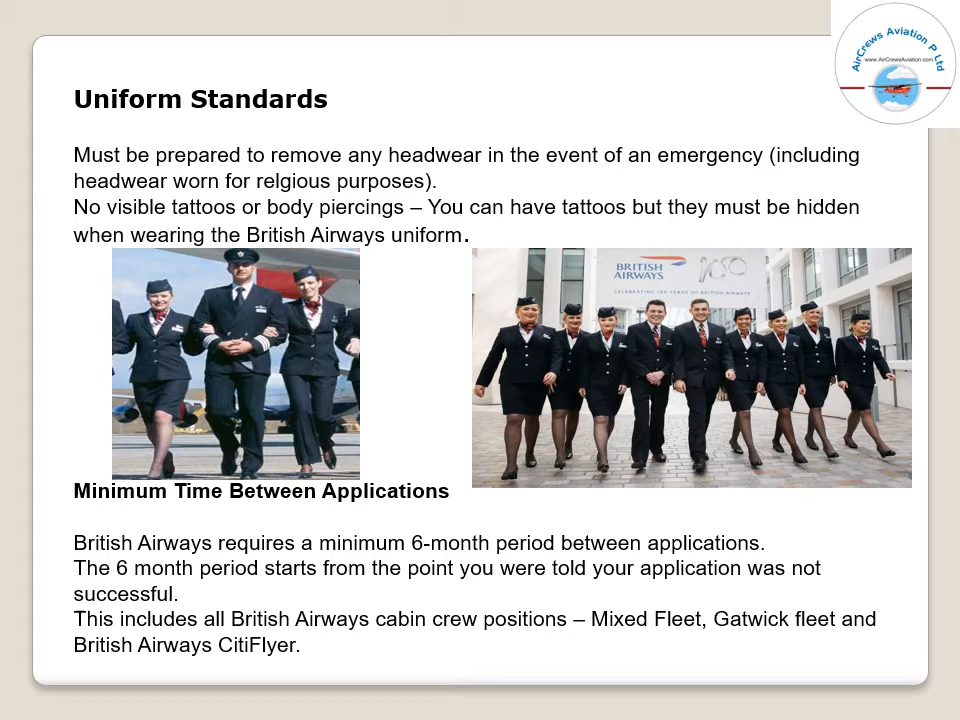 AirCrews Aviation P Ltd
www.AirCrewsAviation.com
Uniform Standards
Must be prepared to remove any headwear in the event of an emergency (including
headwear worn for relgious purposes).
No visible tattoos or body piercings – You can have tattoos but they must be hidden
when wearing the British Airways uniform.
BRITISH
AIRWAYS
100
CELEBRATING 100 YEARS OF BRITISH AIRWAYS
Minimum Time Between Applications
British Airways requires a minimum 6-month period between applications.
The 6 month period starts from the point you were told your application was not
successful.
This includes all British Airways cabin crew positions – Mixed Fleet, Gatwick fleet and
British Airways CitiFlyer.